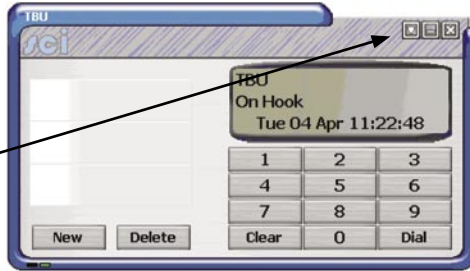 TBU
sci
TBU
On Hook
Tue 04 Apr 11:22:48
1 2 3
4 5 6
7 8 9
New Delete Clear 0 Dial